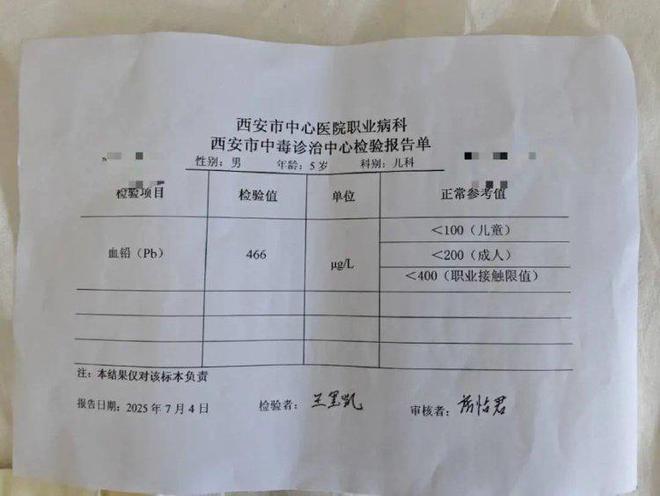 西安市中心医院职业病科
西安市中毒诊治中心检验报告单
性别：男 年龄：5 岁 科别：儿科
检验项目 检验值 单位 正常参考值
血铅（Pb） 466 μg/L <100（儿童）
<200（成人）
<400（职业接触限值）
注：本结果仅对该标本负责
报告日期：2025 年 7 月 4 日 检验者： 审核者：